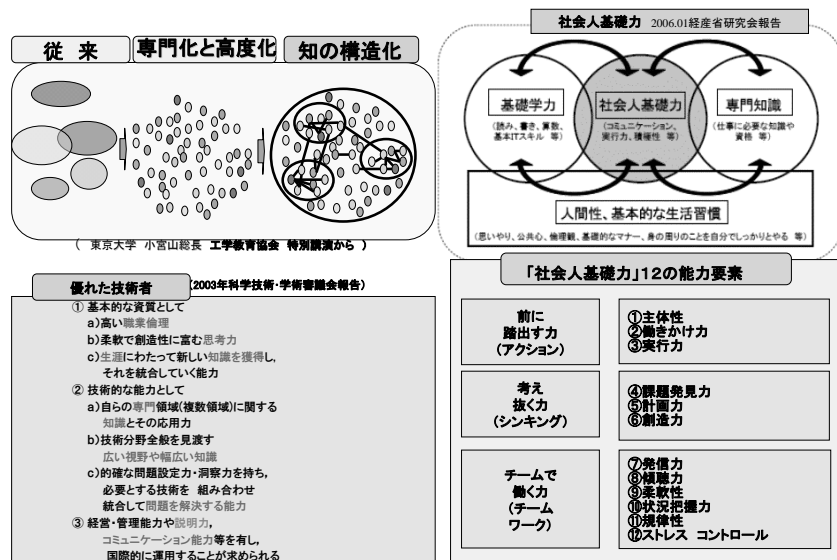 従 来
専門化と高度化
知の構造化
( 東京大学 小宮山総長 工学教育協会 特別講演から )
社会人基礎力 2006.01経産省研究会報告
基礎学力
(読み、書き、算数、
基本ITスキル 等)
社会人基礎力
(コミュニケーション、
実行力、積極性 等)
専門知識
(仕事に必要な知識や
資格 等)
人間性、基本的な生活習慣
(思いやり、公共心、倫理観、基礎的なマナー、身の周りのことを自分でしっかりとやる 等)
優れた技術者
(2003年科学技術・学術審議会報告)
① 基本的な資質として
a)高い職業倫理
b)柔軟で創造性に富む思考力
c)生涯にわたって新しい知識を獲得し,
それを統合していく能力
② 技術的な能力として
a)自らの専門領域(複数領域)に関する
知識とその応用力
b)技術分野全般を見渡す
広い視野や幅広い知識
c)的確な問題設定力・洞察力を持ち,
必要とする技術を 組み合わせ
統合して問題を解決する能力
③ 経営・管理能力や説明力,
コミュニケーション能力等を有し,
国際的に運用することが求められる
「社会人基礎力」12の能力要素
前に
踏出す力
(アクション)
①主体性
②働きかけ力
③実行力
考え
抜く力
(シンキング)
④課題発見力
⑤計画力
⑥創造力
チームで
働く力
(チーム
ワーク)
⑦発信力
⑧傾聴力
⑨柔軟性
⑩状況把握力
⑪規律性
⑫ストレス コントロール